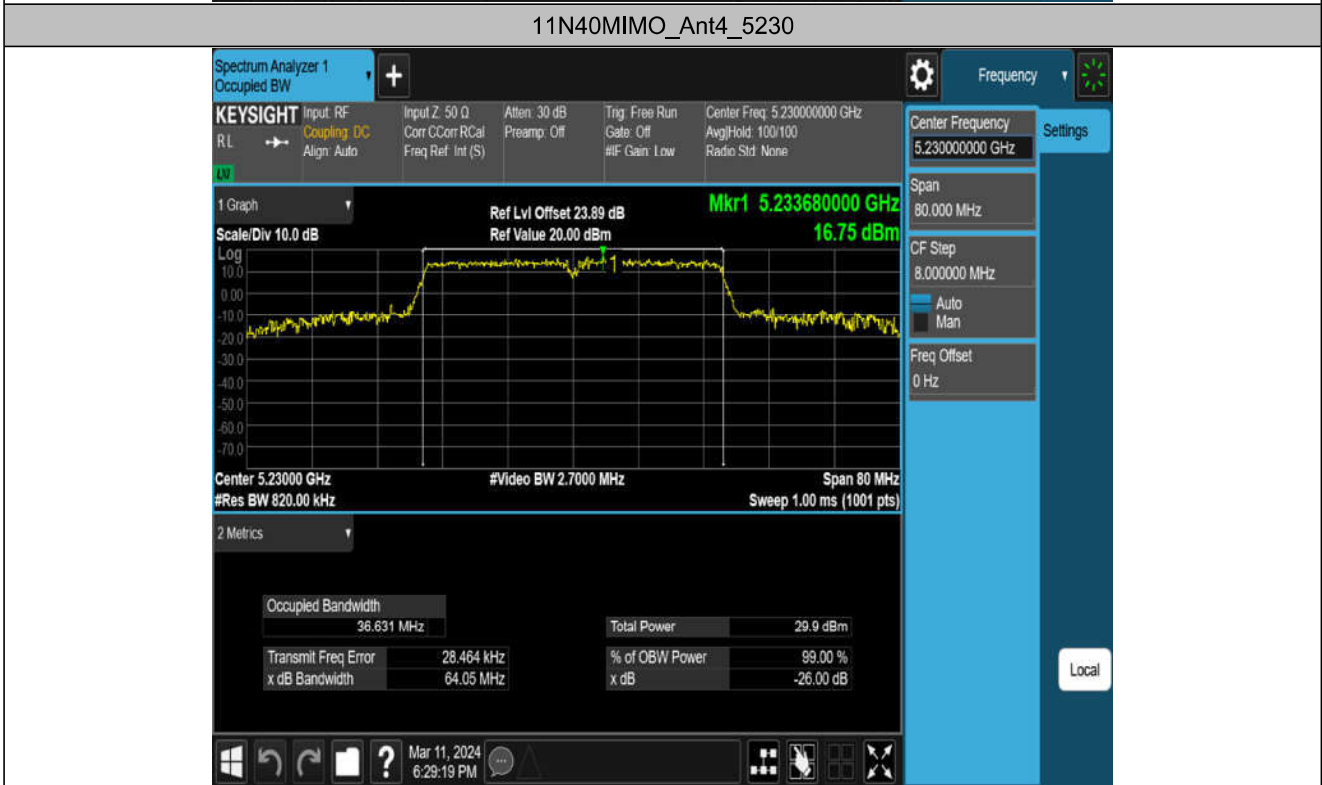 11N40MIMO_Ant4_5230
Spectrum Analyzer 1
Occupied BW
Frequency
KEYSIGHT
RL
Input: RF
Coupling: DC
Align: Auto
Input Z: 50 Ω
Corr CCorr RCal
Freq Ref: Int (S)
Atten: 30 dB
Preamp: Off
Trig: Free Run
Gate: Off
#IF Gain: Low
Center Freq: 5.230000000 GHz
Avg|Hold: 100/100
Radio Std: None
Center Frequency
5.230000000 GHz
Settings
Span
80.000 MHz
CF Step
8.000000 MHz
Auto
Man
Freq Offset
0 Hz
Local
1 Graph
Scale/Div 10.0 dB
Ref Lvl Offset 23.89 dB
Ref Value 20.00 dBm
Mkr1 5.233680000 GHz
16.75 dBm
Log
10.0
0.00
-10.0
-20.0
-30.0
-40.0
-50.0
-60.0
-70.0
1
Center 5.23000 GHz
#Video BW 2.7000 MHz
Span 80 MHz
#Res BW 820.00 kHz
Sweep 1.00 ms (1001 pts)
2 Metrics
Occupied Bandwidth
36.631 MHz
Total Power 29.9 dBm
Transmit Freq Error 28.464 kHz
% of OBW Power 99.00 %
x dB Bandwidth 64.05 MHz
x dB -26.00 dB
Mar 11, 2024
6:29:19 PM